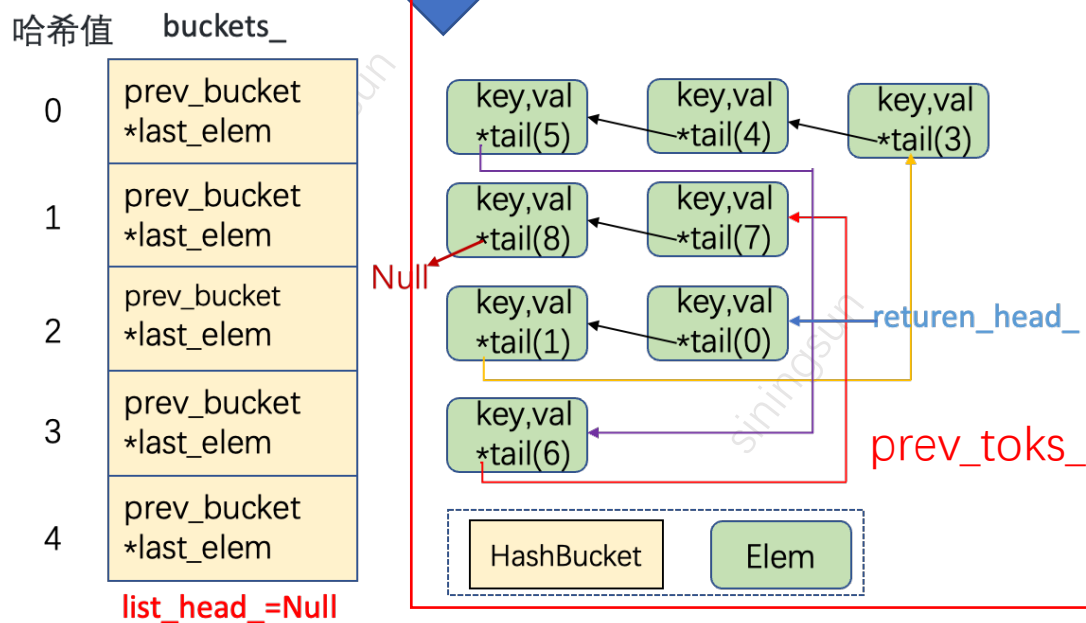 哈希值 buckets_
0
prev_bucket
*last_elem
1
prev_bucket
*last_elem
2
prev_bucket
*last_elem
3
prev_bucket
*last_elem
4
prev_bucket
*last_elem
list_head_=Null
key,val
*tail(5)
key,val
*tail(4)
key,val
*tail(3)
key,val
*tail(8)
key,val
*tail(7)
Null
key,val
*tail(1)
key,val
*tail(0)
returen_head_
key,val
*tail(6)
prev_toks_
HashBucket
Elem
siningsun
sun